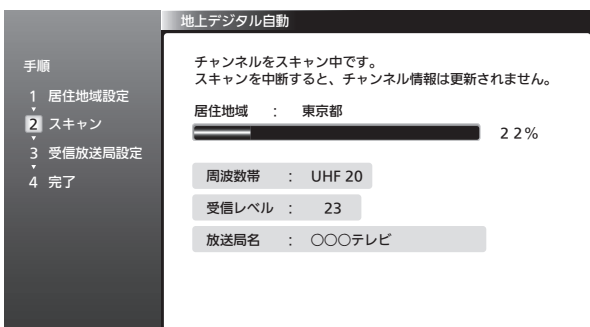 地上デジタル自動
手順
1 居住地域設定
2 スキャン
3 受信放送局設定
4 完了
チャンネルをスキャン中です。
スキャンを中断すると、チャンネル情報は更新されません。
居住地域 : 東京都
22%
周波数帯 : UHF 20
受信レベル : 23
放送局名 : ○○○テレビ